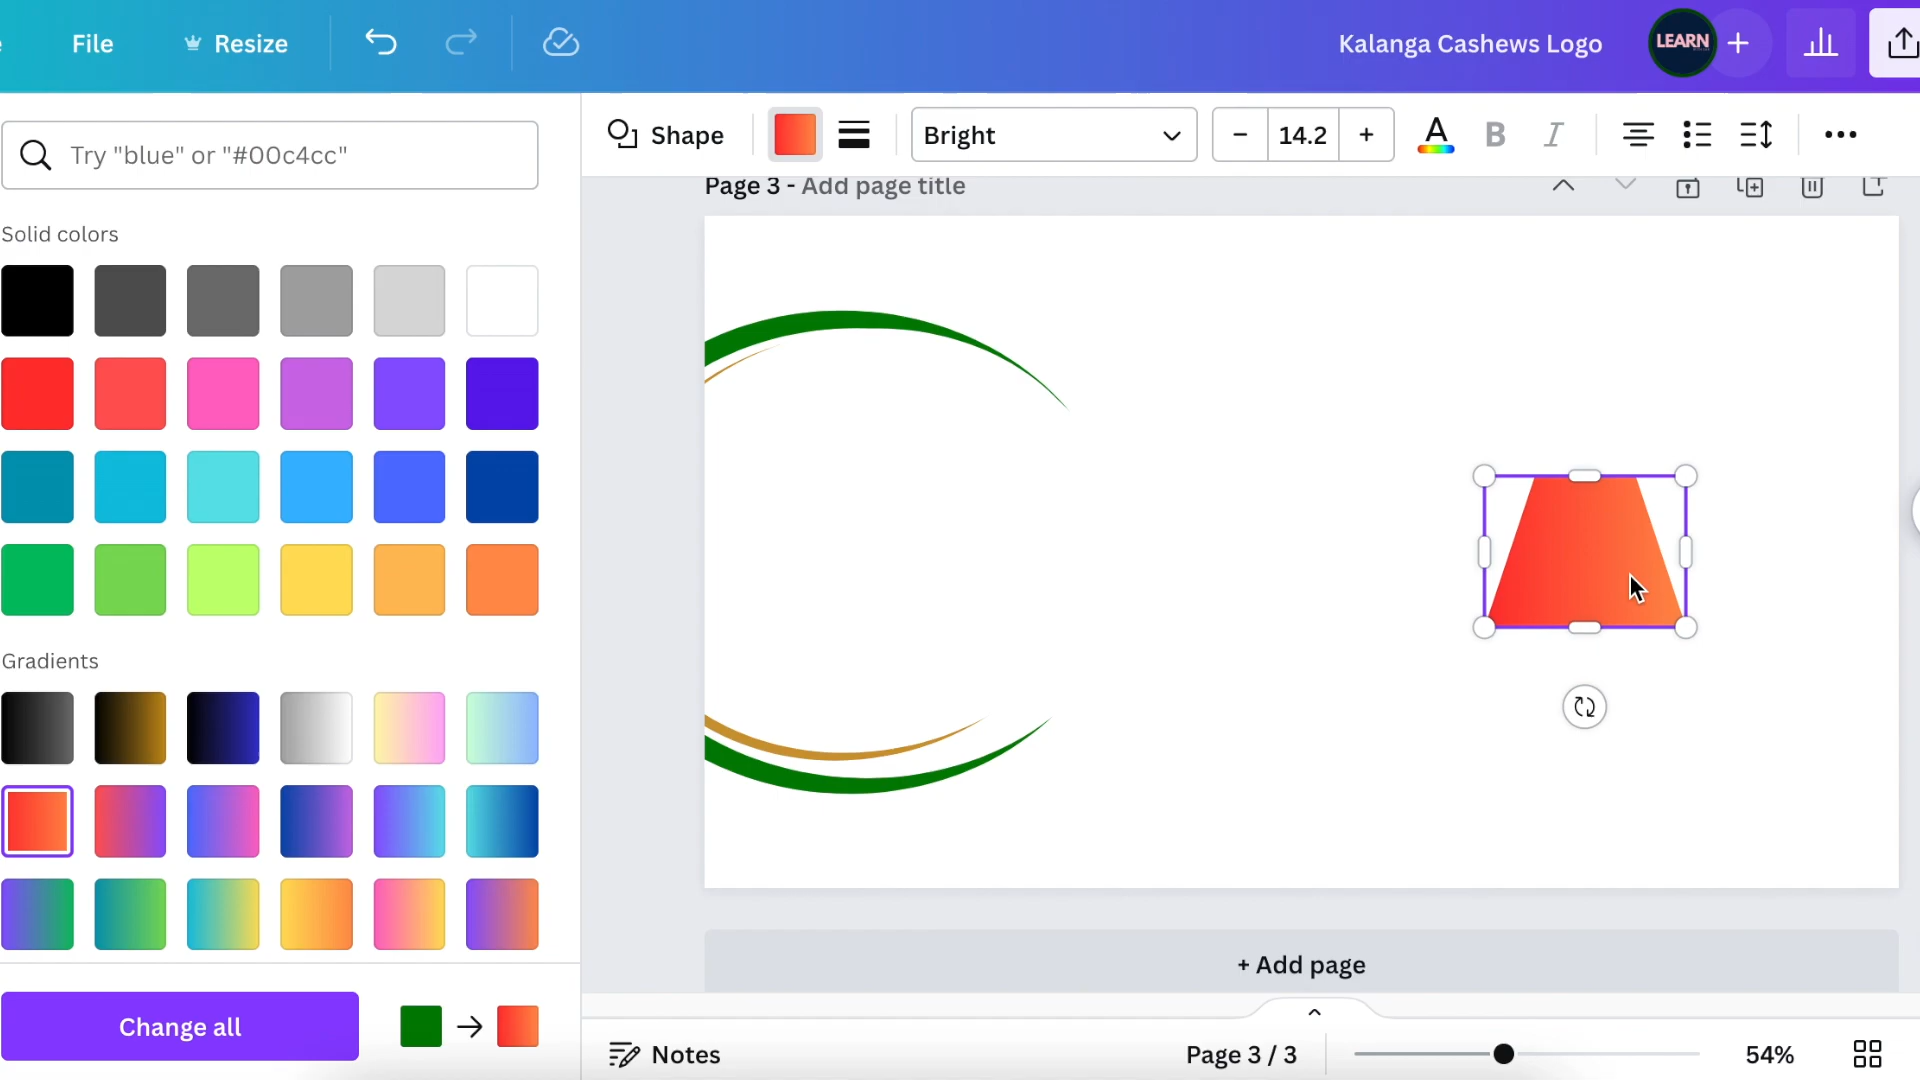 File
Resize
Kalanga Cashews Logo
LEARN
Try "blue" or "#00c4cc"
Shape
Bright
14.2
A
B
I
Page 3 - Add page title
Solid colors
Gradients
+ Add page
Change all
Notes
Page 3 / 3
54%